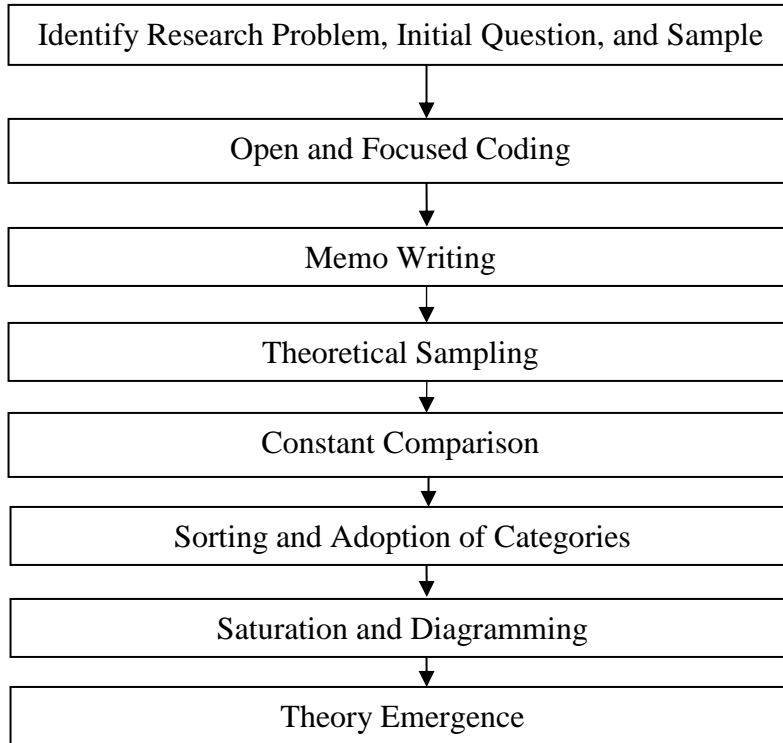 Identify Research Problem, Initial Question, and Sample
Open and Focused Coding
Memo Writing
Theoretical Sampling
Constant Comparison
Sorting and Adoption of Categories
Saturation and Diagramming
Theory Emergence